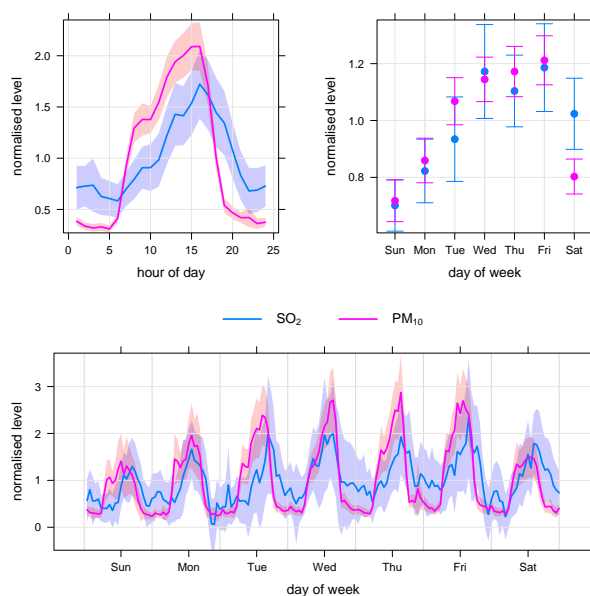 normalised level
2.0
1.5
1.0
0.5
0 5 10 15 20 25
hour of day
normalised level
1.2
1.0
0.8
Sun Mon Tue Wed Thu Fri Sat
day of week
SO₂ PM₁₀
normalised level
3
2
1
0
Sun Mon Tue Wed Thu Fri Sat
day of week